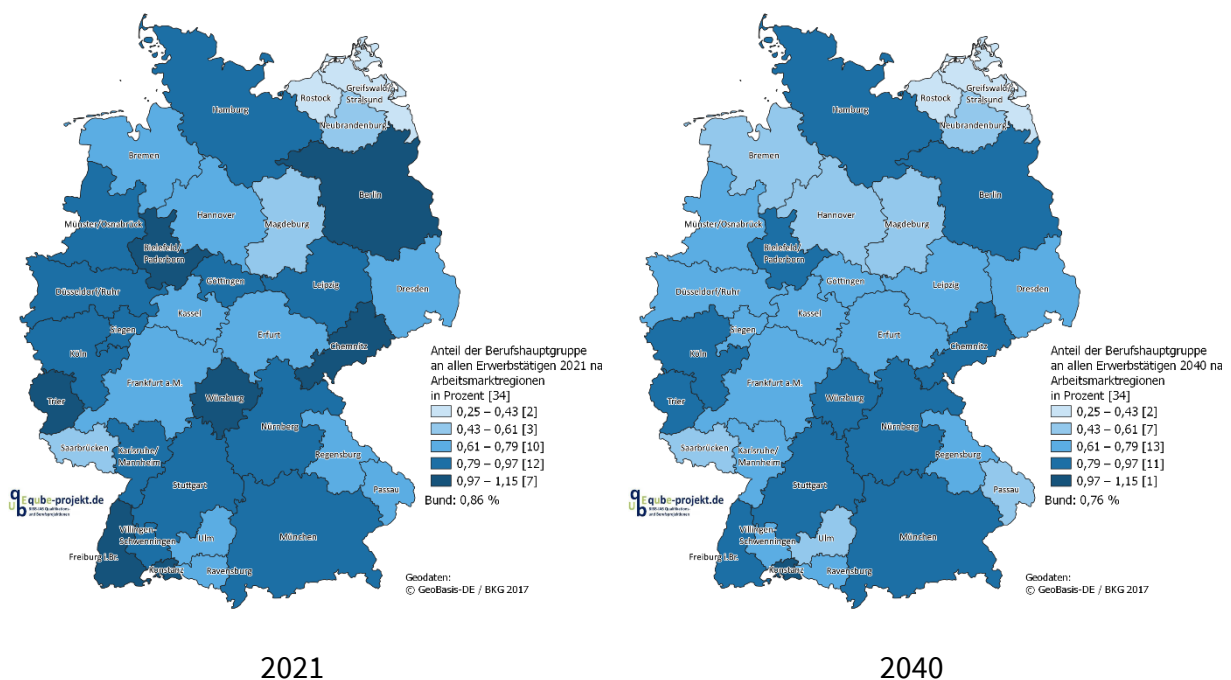 Hamburg
Rostock
Greifswald/
Stralsund
Neubrandenburg
Bremen
Berlin
Hannover
Magdeburg
Münster/Osnabrück
Bielefeld/
Paderborn
Göttingen
Leipzig
Dresden
Düsseldorf/Ruhr
Kassel
Siegen
Erfurt
Chemnitz
Köln
Frankfurt a.M.
Trier
Würzburg
Nürnberg
Saarbrücken
Karlsruhe/
Mannheim
Regensburg
Stuttgart
Passau
Villingen-
Schwenningen
Ulm
München
Freiburg i.Br.
Konstanz
Ravensburg
Anteil der Berufshauptgruppe
an allen Erwerbstätigen 2021 na
Arbeitsmarktregionen
in Prozent [34]
0,25 – 0,43 [2]
0,43 – 0,61 [3]
0,61 – 0,79 [10]
0,79 – 0,97 [12]
0,97 – 1,15 [7]
Bund: 0,86 %
qube-projekt.de
Geodaten:
© GeoBasis-DE / BKG 2017
2021
Hamburg
Rostock
Greifswald/
Stralsund
Neubrandenburg
Bremen
Berlin
Hannover
Magdeburg
Münster/Osnabrück
Bielefeld/
Paderborn
Göttingen
Leipzig
Dresden
Düsseldorf/Ruhr
Kassel
Siegen
Erfurt
Chemnitz
Köln
Frankfurt a.M.
Trier
Würzburg
Nürnberg
Saarbrücken
Karlsruhe/
Mannheim
Regensburg
Stuttgart
Passau
Villingen-
Schwenningen
Ulm
München
Freiburg i.Br.
Konstanz
Ravensburg
Anteil der Berufshauptgruppe
an allen Erwerbstätigen 2040 na
Arbeitsmarktregionen
in Prozent [34]
0,25 – 0,43 [2]
0,43 – 0,61 [7]
0,61 – 0,79 [13]
0,79 – 0,97 [11]
0,97 – 1,15 [1]
Bund: 0,76 %
qube-projekt.de
Geodaten:
© GeoBasis-DE / BKG 2017
2040